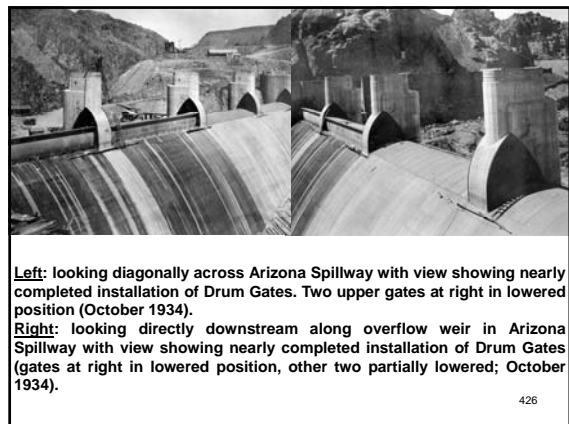 Left: looking diagonally across Arizona Spillway with view showing nearly
completed installation of Drum Gates. Two upper gates at right in lowered
position (October 1934).
Right: looking directly downstream along overflow weir in Arizona
Spillway with view showing nearly completed installation of Drum Gates
(gates at right in lowered position, other two partially lowered; October
1934).
426